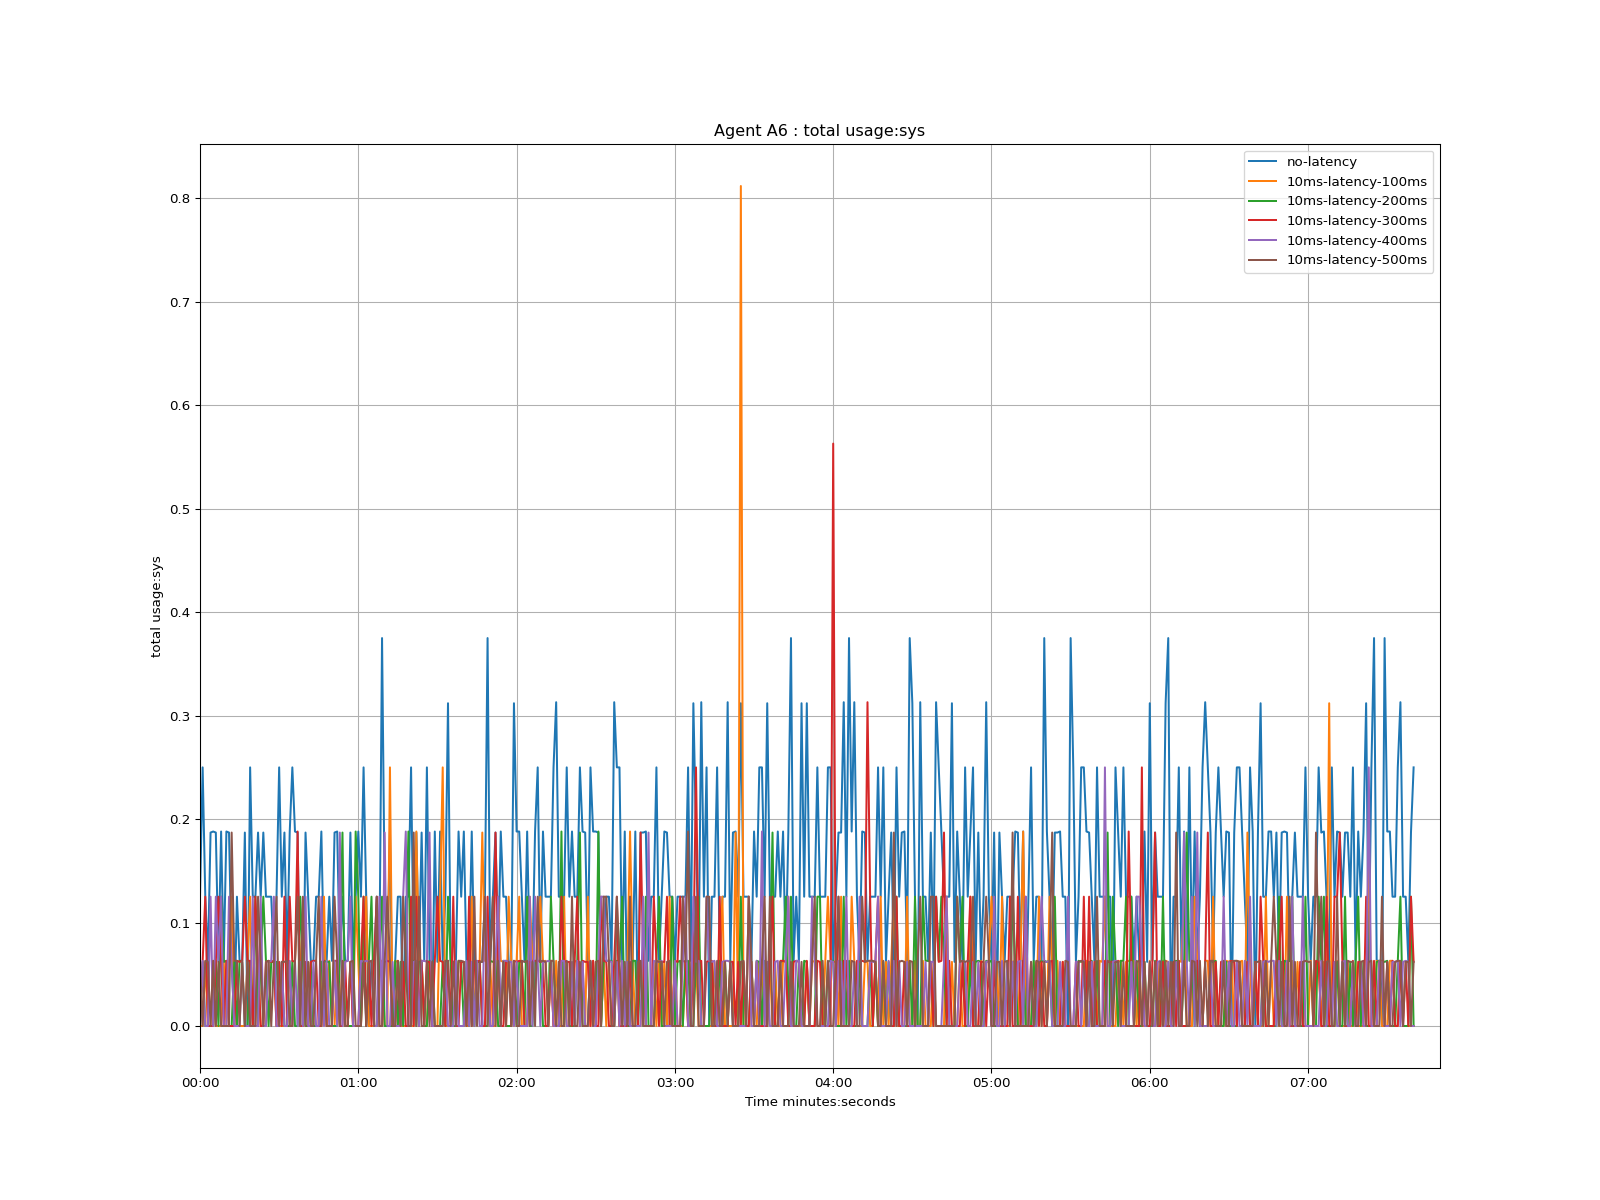 Agent A6 : total usage:sys
no-latency
10ms-latency-100ms
10ms-latency-200ms
10ms-latency-300ms
10ms-latency-400ms
10ms-latency-500ms
total usage:sys
0.8
0.7
0.6
0.5
0.4
0.3
0.2
0.1
0.0
00:00 01:00 02:00 03:00 04:00 05:00 06:00 07:00
Time minutes:seconds